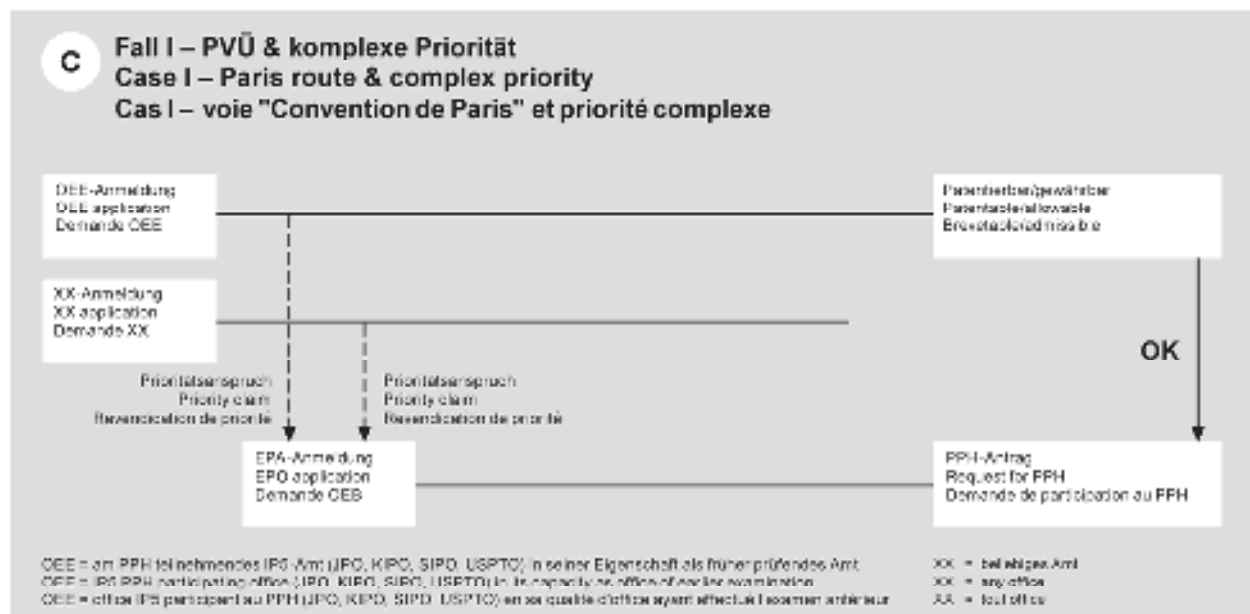 C
Fall I – PVÜ & komplexe Priorität
Case I – Paris route & complex priority
Cas I – voie "Convention de Paris" et priorité complexe
OEE-Anmeldung
OEE application
Demande OEE
Patentierbar/gewährbar
Patentable/allowable
Brevetable/admissible
XX-Anmeldung
XX application
Demande XX
OK
Prioritätsanspruch
Priority claim
Revendication de priorité
Prioritätsanspruch
Priority claim
Revendication de priorité
EPA-Anmeldung
EPO application
Demande OEB
PPH-Antrag
Request for PPH
Demande de participation au PPH
OEE = am PPH teilnehmendes IP5-Amt (JPO, KIPO, SIPO, USPTO) in seiner Eigenschaft als früher prüfendes Amt
OEE = IP5 PPH participating office (JPO, KIPO, SIPO, USPTO) in its capacity as office of earlier examination
OEE = office IP5 participant au PPH (JPO, KIPO, SIPO, USPTO) en sa qualité d'office ayant effectué l'examen antérieur
XX = beliebiges Amt
XX = any office
XX = tout office